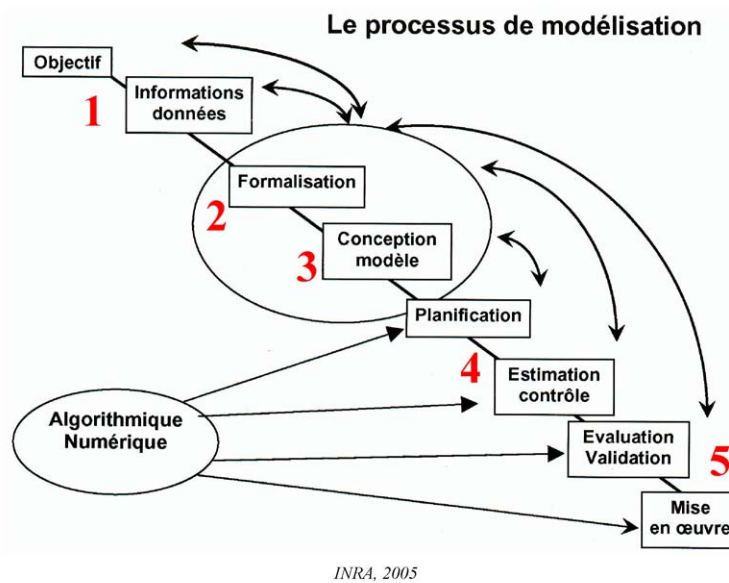 Le processus de modélisation
Objectif
1
Informations
données
Formalisation
2
Conception
modèle
3
Planification
4
Estimation
contrôle
Algorithmique
Numérique
Evaluation
Validation
5
Mise
en œuvre
INRA, 2005